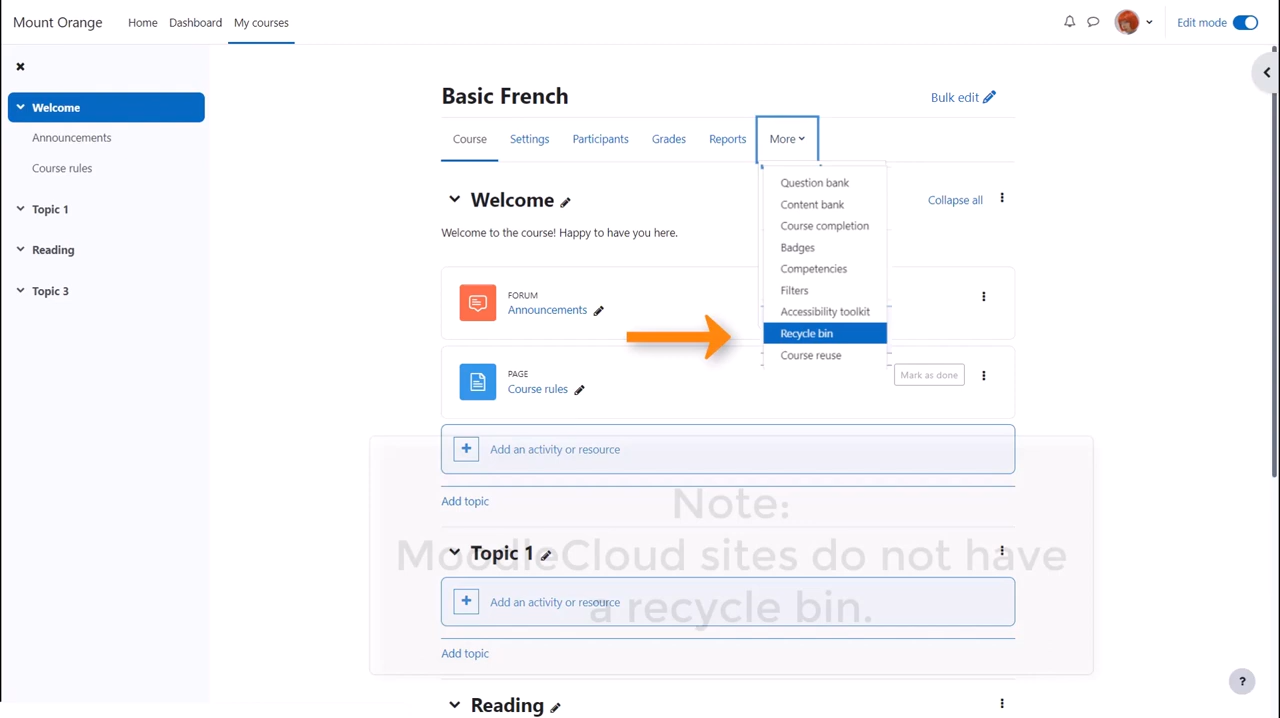 Mount Orange
Home
Dashboard
My courses
Edit mode
Welcome
Announcements
Course rules
Topic 1
Reading
Topic 3
Basic French
Bulk edit
Course
Settings
Participants
Grades
Reports
More
Question bank
Content bank
Course completion
Badges
Competencies
Filters
Accessibility toolkit
Recycle bin
Course reuse
Welcome
Collapse all
Welcome to the course! Happy to have you here.
FORUM
Announcements
PAGE
Course rules
Mark as done
Add an activity or resource
Add topic
Note:
MoodleCloud sites do not have
a recycle bin.
Topic 1
Add an activity or resource
Add topic
Reading
?